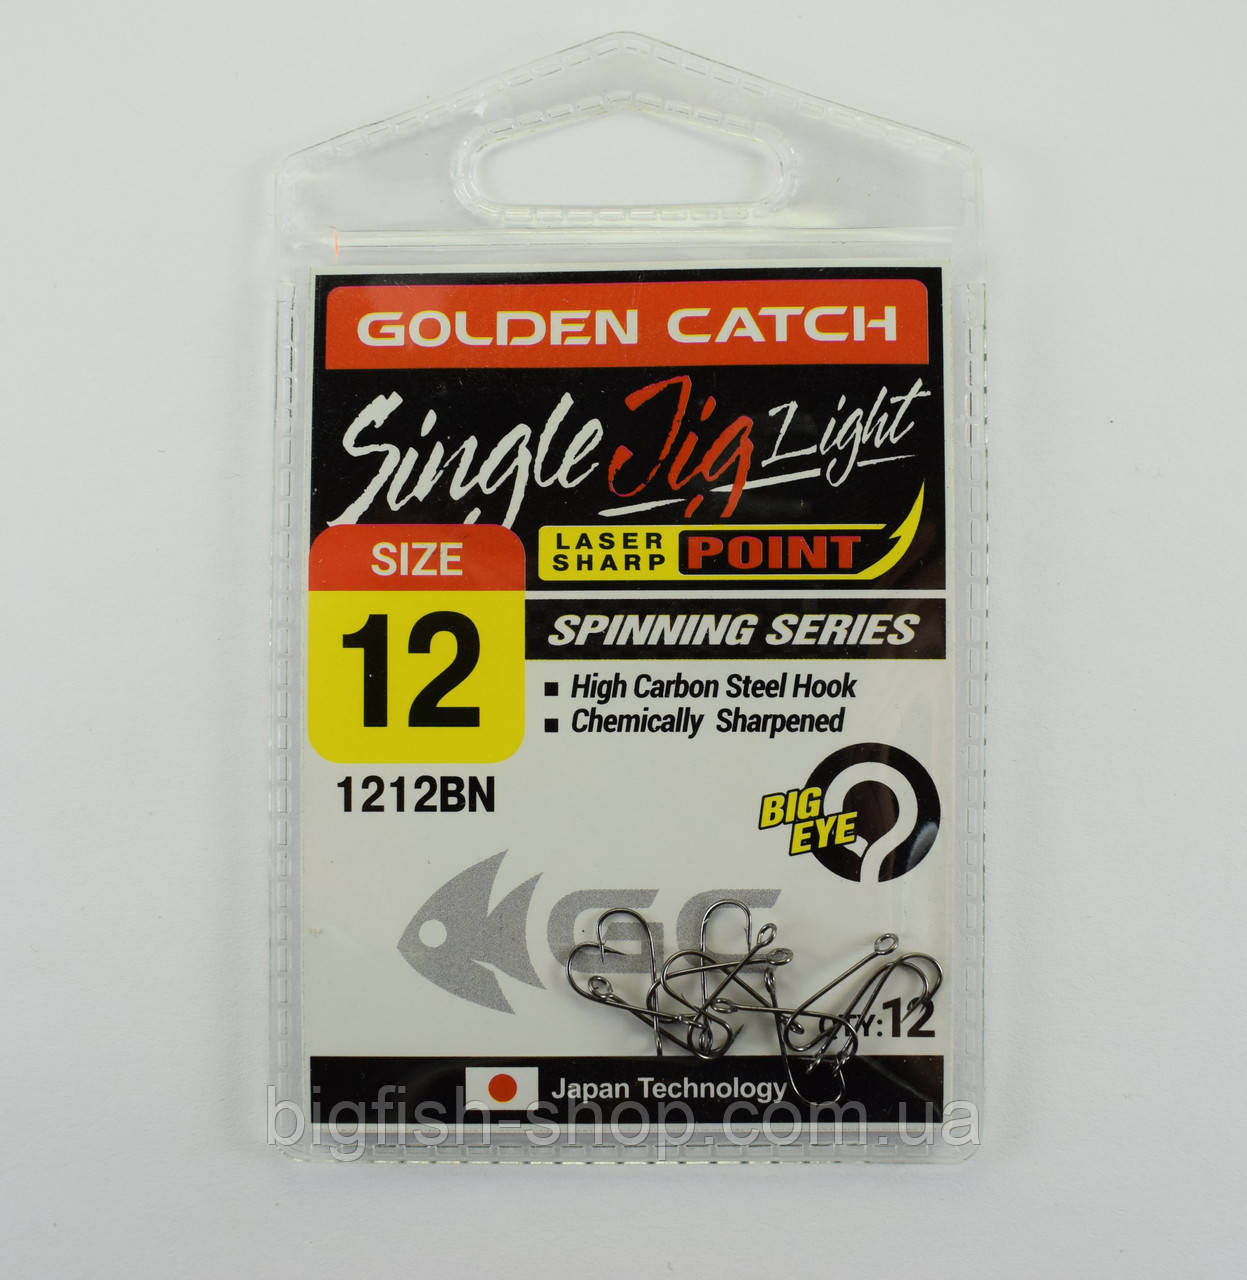 GOLDEN CATCH
Single Jig Light
LASER SHARP POINT
SIZE
12
SPINNING SERIES
High Carbon Steel Hook
Chemically Sharpened
1212BN
BIG EYE
GC
QTY:12
Japan Technology
bigfish-shop.com.ua